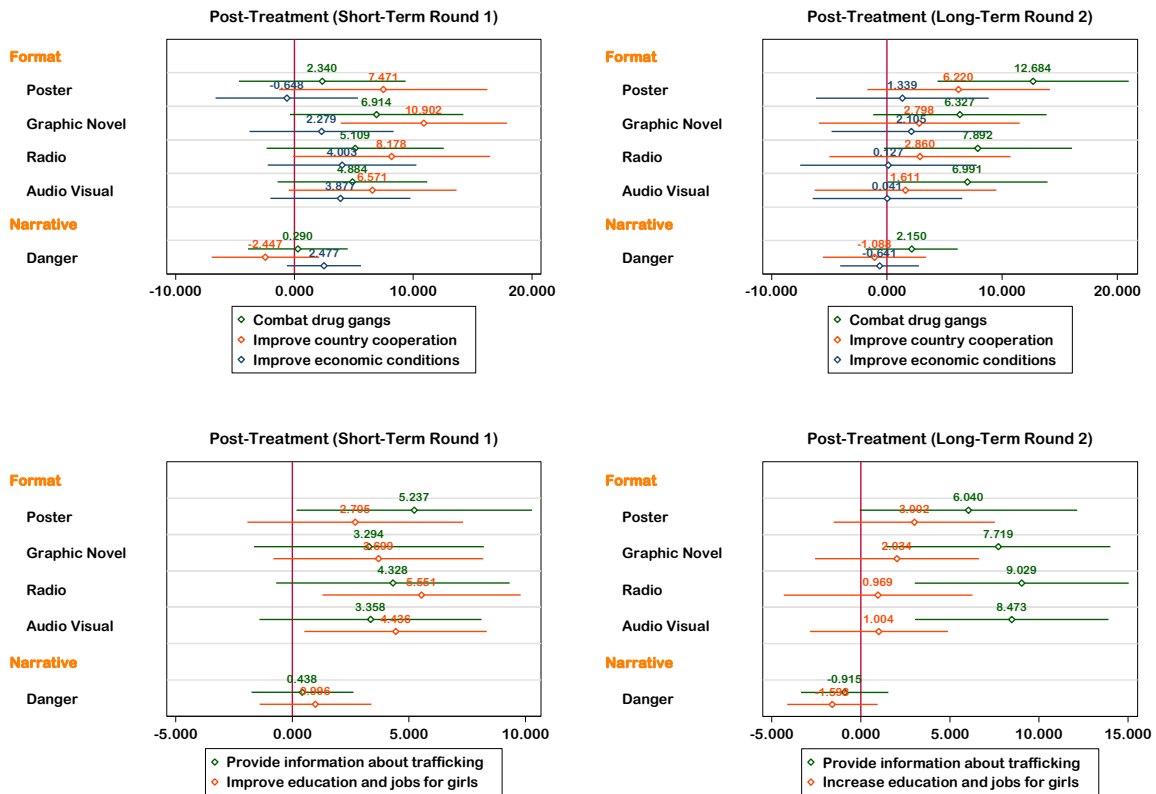 Post-Treatment (Short-Term Round 1)
Format
2.340
7.471
Poster
-0.648
6.914
10.902
Graphic Novel
2.279
5.109
8.178
Radio
4.003
4.884
6.571
Audio Visual
3.877
Narrative
0.290
-2.447
Danger
2.477
-10.000 0.000 10.000 20.000
Combat drug gangs
Improve country cooperation
Improve economic conditions
Post-Treatment (Long-Term Round 2)
Format
12.684
6.220
Poster
1.339
6.327
2.798
Graphic Novel
2.105
7.892
2.860
Radio
0.127
6.991
1.611
Audio Visual
0.041
Narrative
2.150
-1.088
Danger
-0.641
-10.000 0.000 10.000 20.000
Combat drug gangs
Improve country cooperation
Improve economic conditions
Post-Treatment (Short-Term Round 1)
Format
5.237
Poster
2.705
3.294
Graphic Novel
3.699
4.328
Radio
5.551
3.358
Audio Visual
4.436
Narrative
0.438
Danger
0.996
-5.000 0.000 5.000 10.000
Provide information about trafficking
Improve education and jobs for girls
Post-Treatment (Long-Term Round 2)
Format
6.040
Poster
3.002
7.719
Graphic Novel
2.034
9.029
Radio
0.969
8.473
Audio Visual
1.004
Narrative
-0.915
Danger
-5.000 0.000 5.000 10.000 15.000
Provide information about trafficking
Increase education and jobs for girls